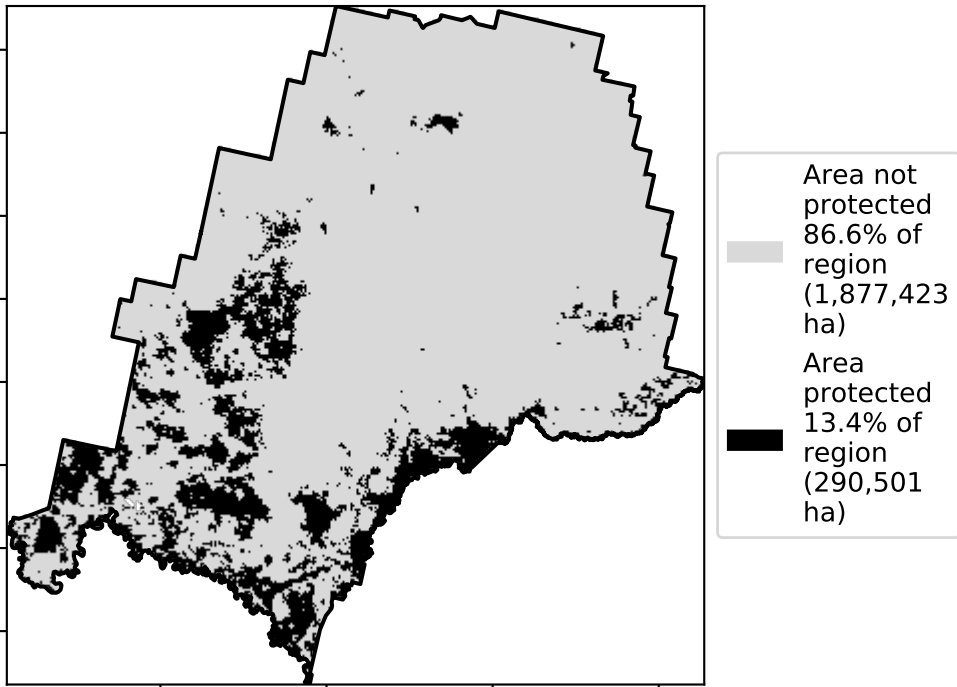 Area not
protected
86.6% of
region
(1,877,423
ha)
Area
protected
13.4% of
region
(290,501
ha)